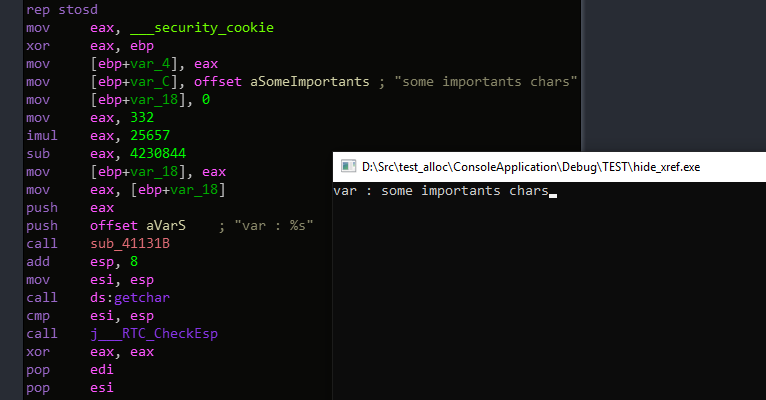 rep stosd
mov eax, ___security_cookie
xor eax, ebp
mov [ebp+var_4], eax
mov [ebp+var_C], offset aSomeImportants ; "some importants chars"
mov [ebp+var_18], 0
mov eax, 332
imul eax, 25657
sub eax, 4230844
mov [ebp+var_18], eax
mov eax, [ebp+var_18]
push eax
push offset aVarS ; "var : %s"
call sub_41131B
add esp, 8
mov esi, esp
call ds:getchar
cmp esi, esp
call j___RTC_CheckEsp
xor eax, eax
pop edi
pop esi
D:\Src\test_alloc\ConsoleApplication\Debug\TEST\hide_xref.exe
var : some importants chars